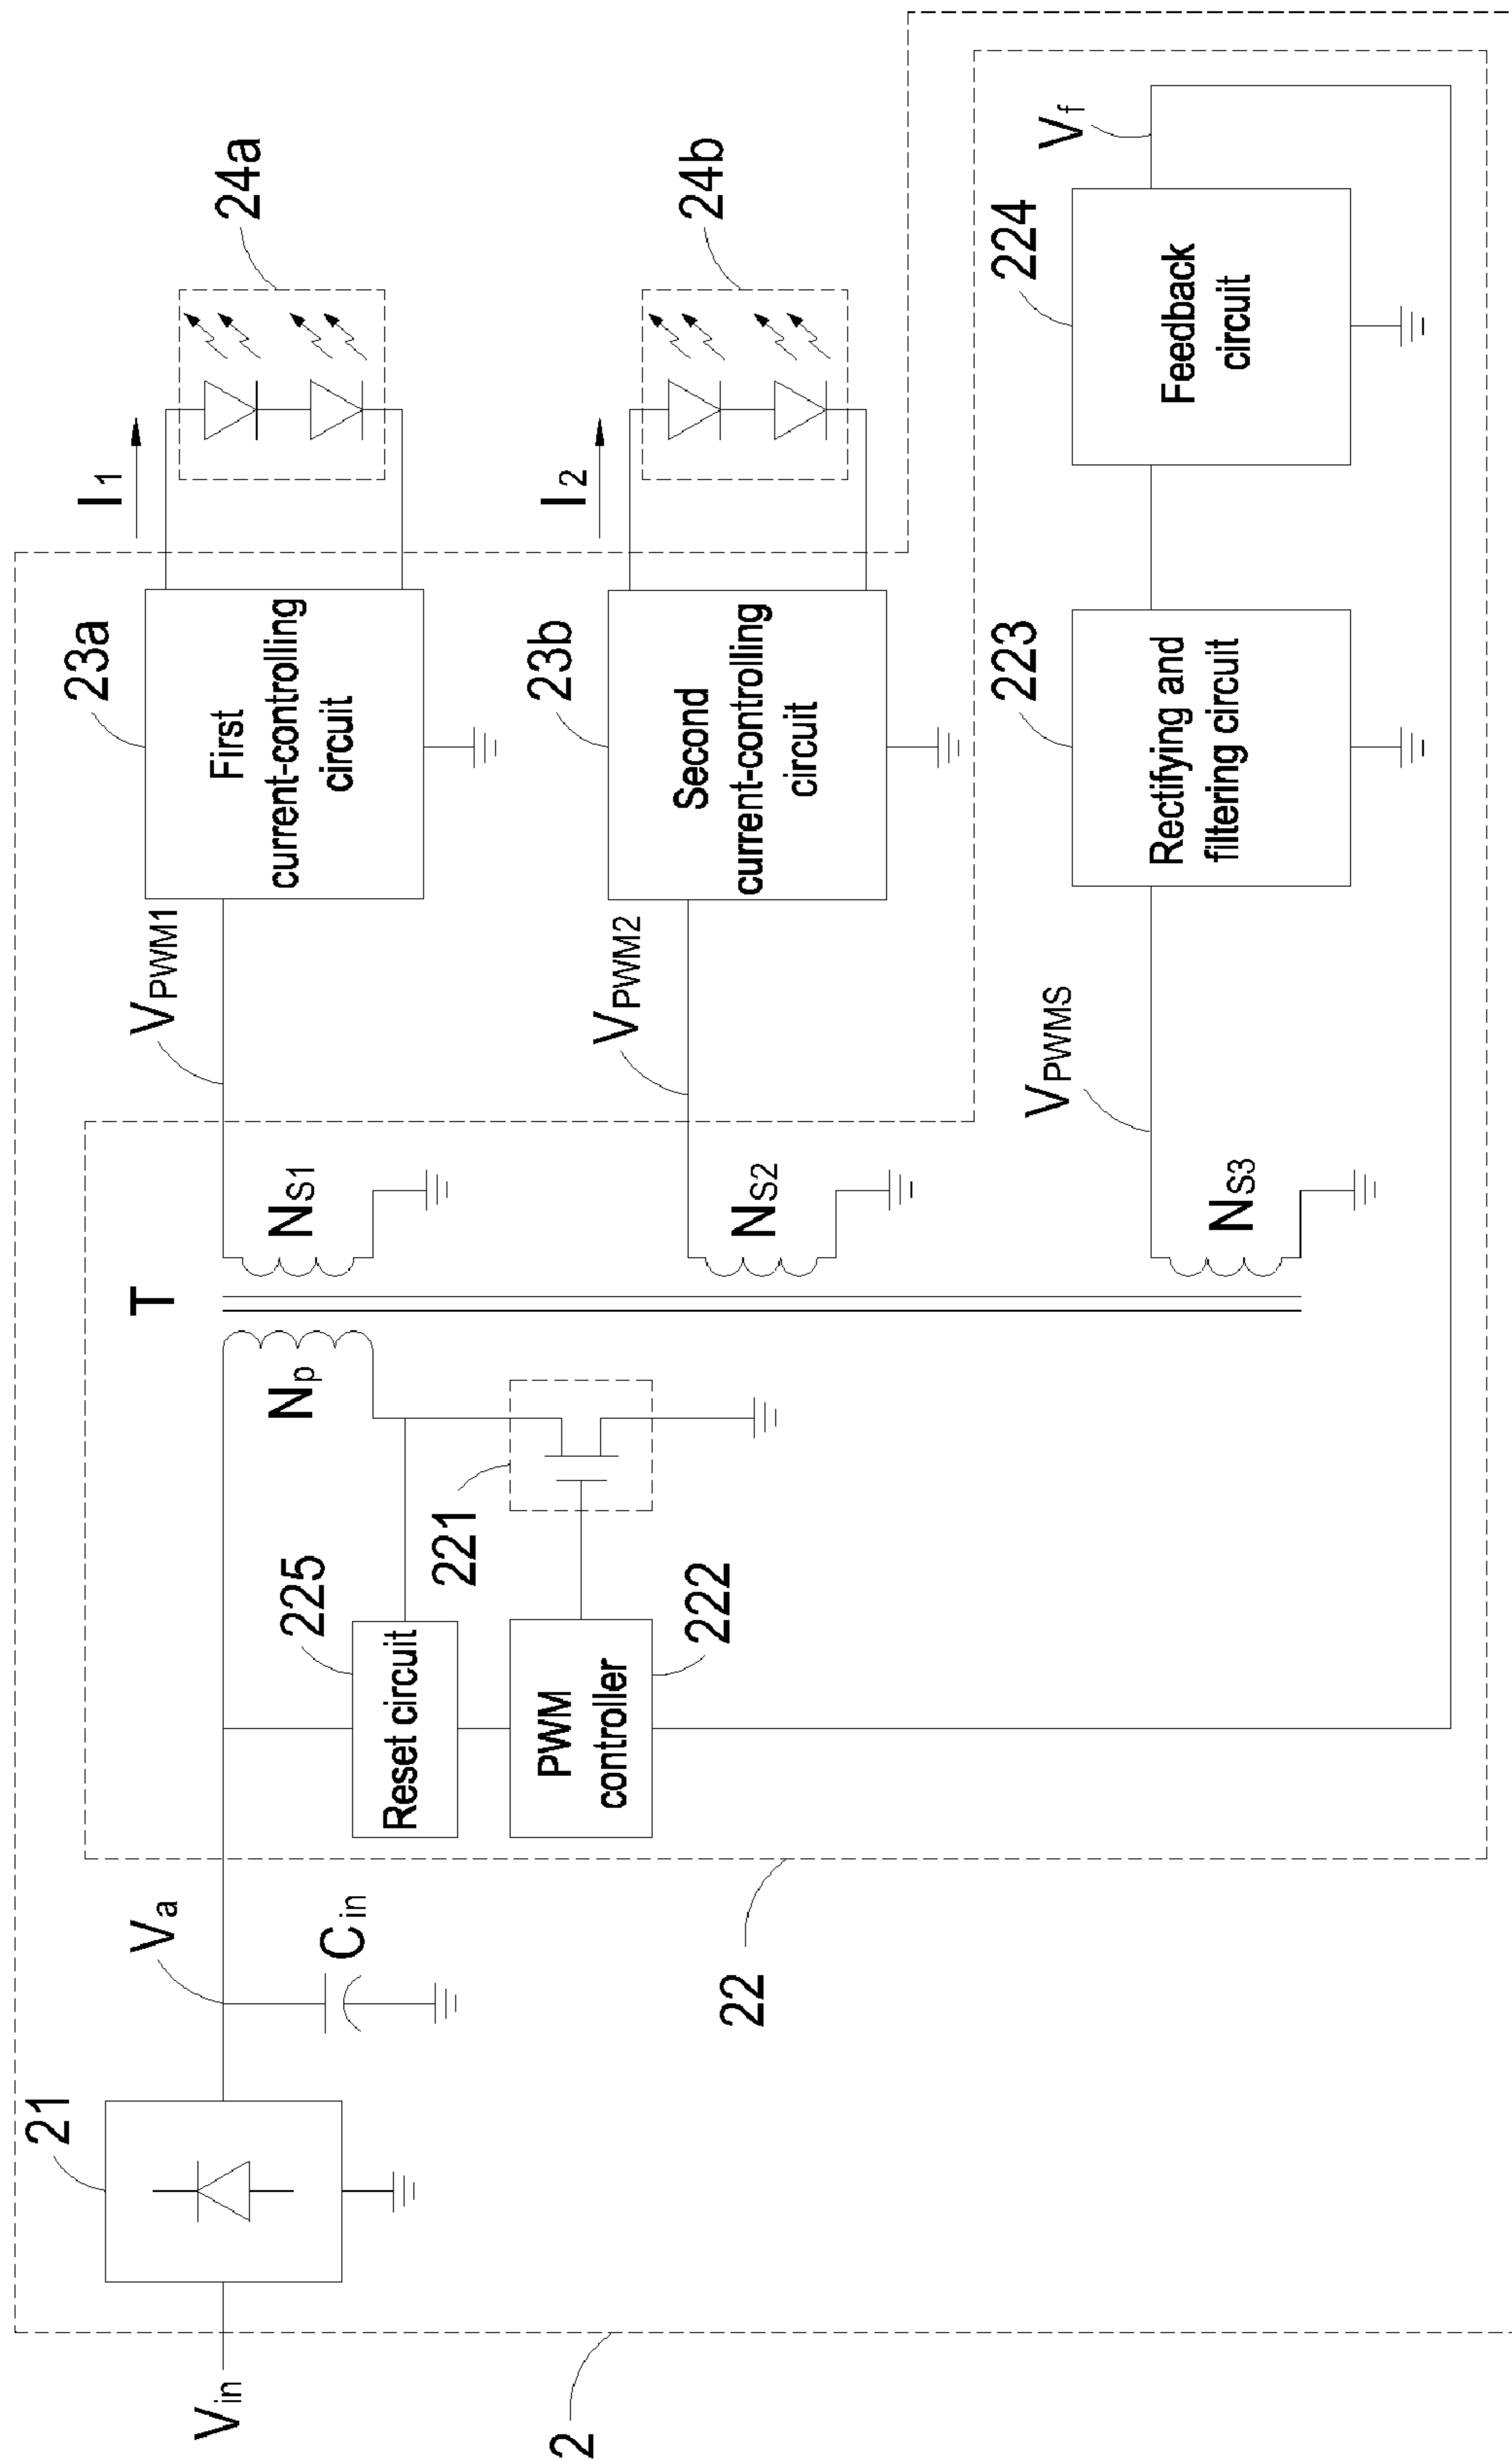 V_in
2
21
V_a
C_in
22
Reset circuit
225
PWM
controller
222
221
T
N_p
N_S1
N_S2
N_S3
V_PWM1
V_PWM2
V_PWMS
First
current-controlling
circuit
23a
Second
current-controlling
circuit
23b
Rectifying and
filtering circuit
223
I_1
24a
I_2
24b
Feedback
circuit
224
V_f